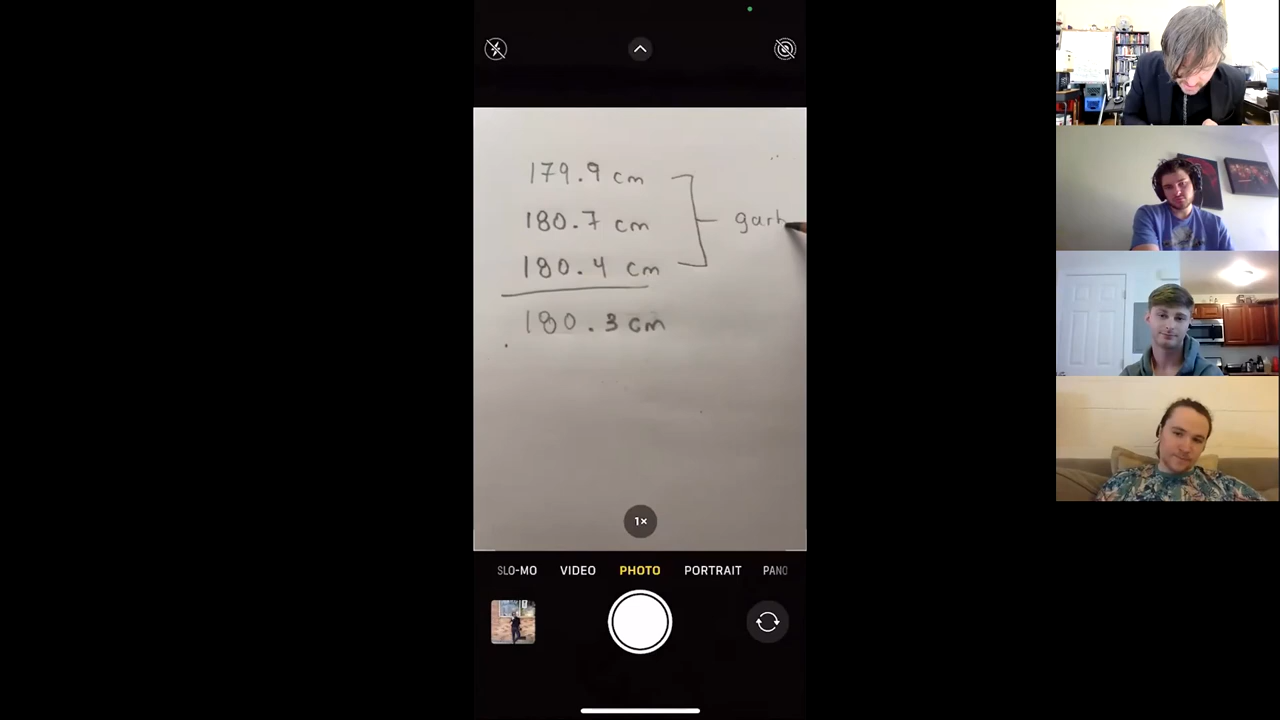 179.9 cm
180.7 cm
180.4 cm
180.3 cm
1×
SLO-MO VIDEO PHOTO PORTRAIT PANO